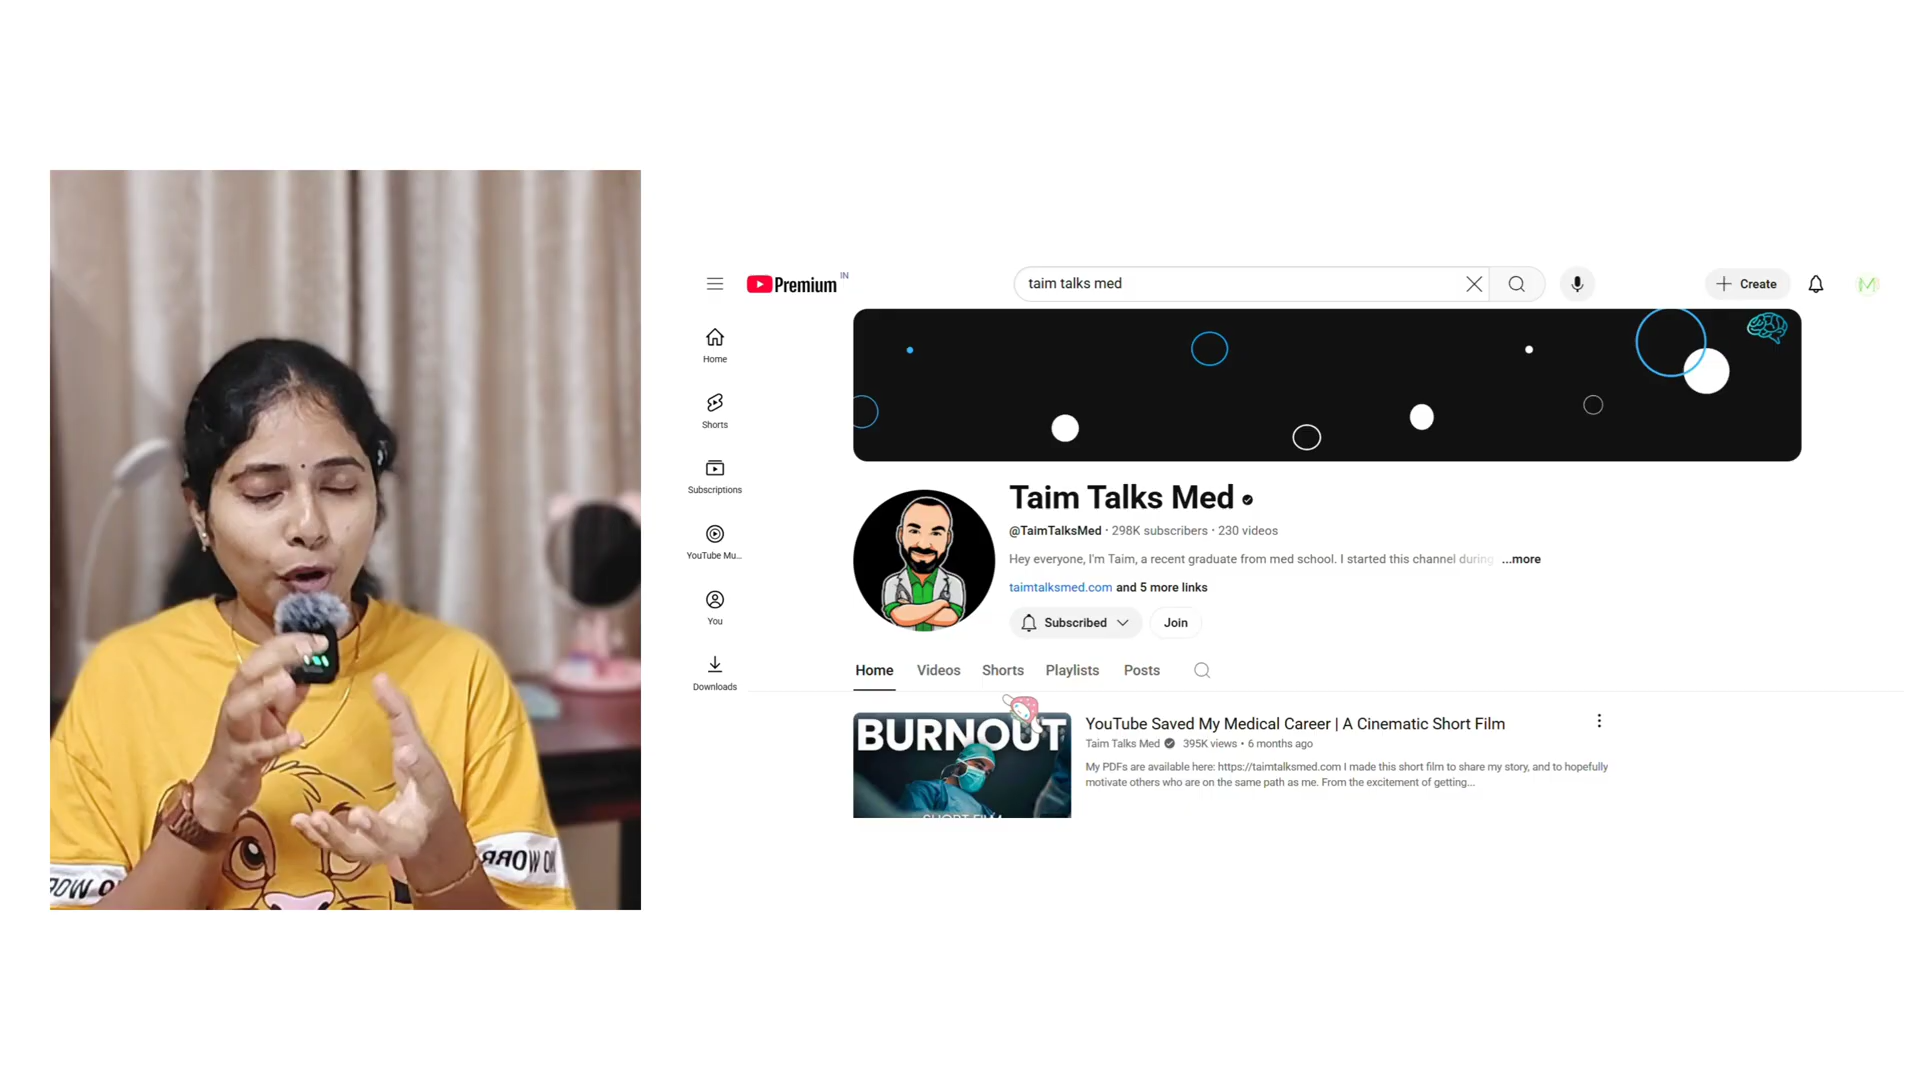 Premium IN
taim talks med
Create
Home
Shorts
Subscriptions
YouTube Mu...
You
Downloads
Taim Talks Med
@TaimTalksMed · 298K subscribers · 230 videos
Hey everyone, I'm Taim, a recent graduate from med school. I started this channel during ...more
taimtalksmed.com and 5 more links
Subscribed
Join
Home Videos Shorts Playlists Posts
BURNOUT
SHORT FILM
YouTube Saved My Medical Career | A Cinematic Short Film
Taim Talks Med 395K views • 6 months ago
My PDFs are available here: https://taimtalksmed.com I made this short film to share my story, and to hopefully
motivate others who are on the same path as me. From the excitement of getting...